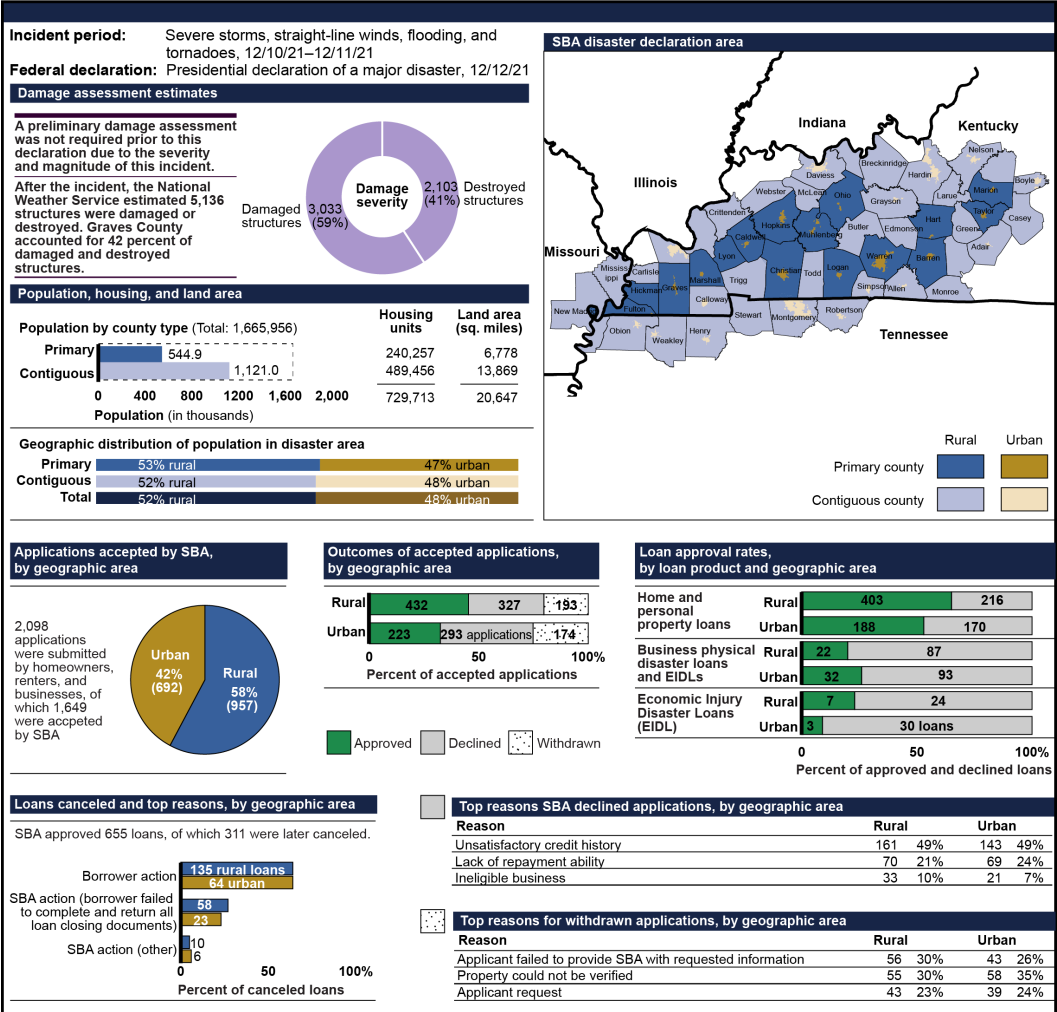 Incident period: Severe storms, straight-line winds, flooding, and
tornadoes, 12/10/21–12/11/21
Federal declaration: Presidential declaration of a major disaster, 12/12/21
Damage assessment estimates
A preliminary damage assessment
was not required prior to this
declaration due to the severity
and magnitude of this incident.
After the incident, the National
Weather Service estimated 5,136
structures were damaged or
destroyed. Graves County
accounted for 42 percent of
damaged and destroyed
structures.
Damage
severity
Damaged
structures
3,033
(59%)
2,103
(41%)
Destroyed
structures
SBA disaster declaration area
Indiana
Kentucky
Illinois
Missouri
Tennessee
Nelson
Breckinridge
Hardin
Daviess
Marion
Boyle
Webster
McLean
Ohio
Grayson
Larue
Crittenden
Hopkins
Muhlenberg
Butler
Edmonson
Hart
Green
Taylor
Casey
Adair
Caldwell
Lyon
Christian
Todd
Logan
Warren
Barren
Simpson
Allen
Monroe
Mississ
ippi
Carlisle
Hickman
Graves
Marshall
Trigg
Calloway
New Mad
Fulton
Obion
Weakley
Henry
Stewart
Montgomery
Robertson
Rural Urban
Primary county
Contiguous county
Population, housing, and land area
Population by county type (Total: 1,665,956)
Housing
units
Land area
(sq. miles)
Primary 544.9 240,257 6,778
Contiguous 1,121.0 489,456 13,869
729,713 20,647
0 400 800 1200 1,600 2,000
Population (in thousands)
Geographic distribution of population in disaster area
Primary 53% rural 47% urban
Contiguous 52% rural 48% urban
Total 52% rural 48% urban
Applications accepted by SBA,
by geographic area
2,098
applications
were submitted
by homeowners,
renters, and
businesses, of
which 1,649
were accpeted
by SBA
Urban
42%
(692)
Rural
58%
(957)
Outcomes of accepted applications,
by geographic area
Rural 432 327 193
Urban 223 293 applications 174
0 50 100%
Percent of accepted applications
Approved Declined Withdrawn
Loan approval rates,
by loan product and geographic area
Home and
personal
property loans
Rural 403 216
Urban 188 170
Business physical
disaster loans
and EIDLs
Rural 22 87
Urban 32 93
Economic Injury
Disaster Loans
(EIDL)
Rural 7 24
Urban 3 30 loans
0 50 100%
Percent of approved and declined loans
Loans canceled and top reasons, by geographic area
SBA approved 655 loans, of which 311 were later canceled.
Borrower action
135 rural loans
64 urban
SBA action (borrower failed
to complete and return all
loan closing documents)
58
23
SBA action (other)
10
6
0 50 100%
Percent of canceled loans
Top reasons SBA declined applications, by geographic area
Reason Rural Urban
Unsatisfactory credit history 161 49% 143 49%
Lack of repayment ability 70 21% 69 24%
Ineligible business 33 10% 21 7%
Top reasons for withdrawn applications, by geographic area
Reason Rural Urban
Applicant failed to provide SBA with requested information 56 30% 43 26%
Property could not be verified 55 30% 58 35%
Applicant request 43 23% 39 24%